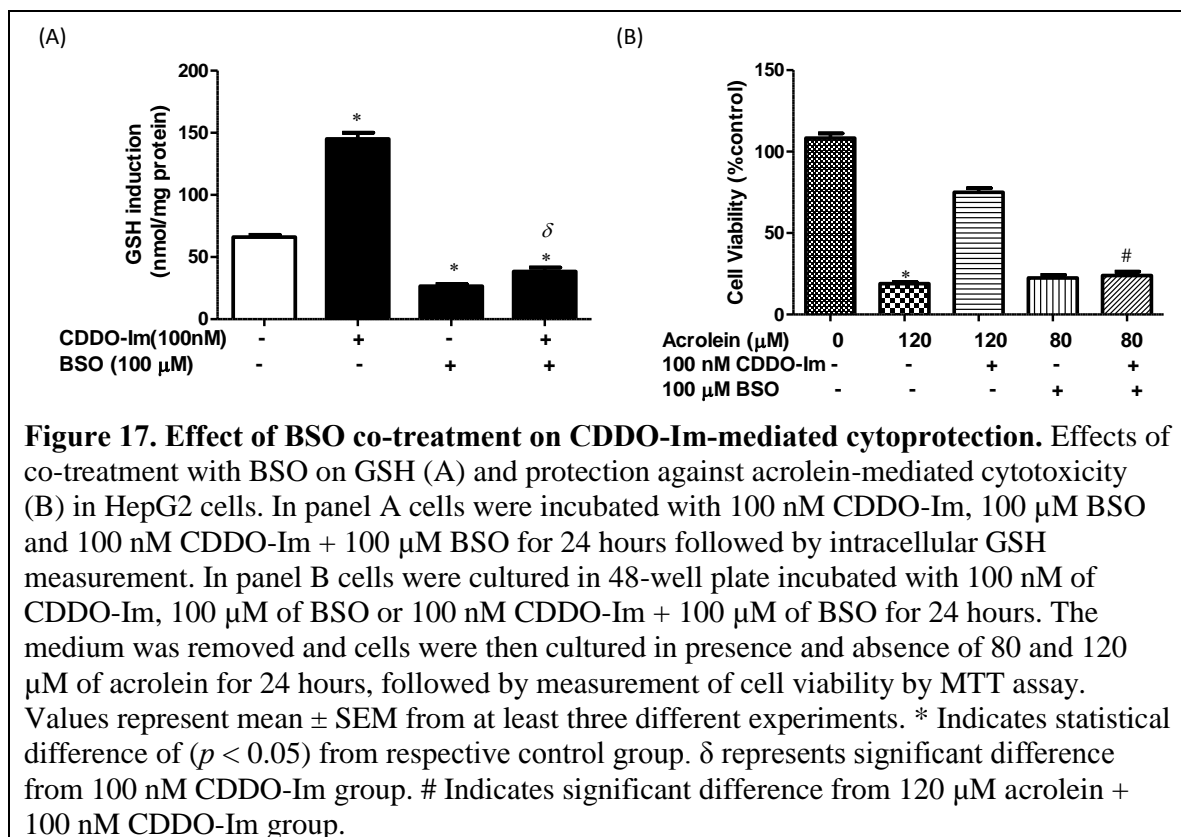 (A)
GSH induction
(nmol/mg protein)
200
150
100
50
0
*
*
δ
*
CDDO-Im(100nM) - + - +
BSO (100 μM) - - + +
(B)
Cell Viability (%control)
150
100
50
0
*
#
Acrolein (μM) 0 120 120 80 80
100 nM CDDO-Im - - + - +
100 μM BSO - - - + +
Figure 17. Effect of BSO co-treatment on CDDO-Im-mediated cytoprotection. Effects of
co-treatment with BSO on GSH (A) and protection against acrolein-mediated cytotoxicity
(B) in HepG2 cells. In panel A cells were incubated with 100 nM CDDO-Im, 100 μM BSO
and 100 nM CDDO-Im + 100 μM BSO for 24 hours followed by intracellular GSH
measurement. In panel B cells were cultured in 48-well plate incubated with 100 nM of
CDDO-Im, 100 μM of BSO or 100 nM CDDO-Im + 100 μM of BSO for 24 hours. The
medium was removed and cells were then cultured in presence and absence of 80 and 120
μM of acrolein for 24 hours, followed by measurement of cell viability by MTT assay.
Values represent mean ± SEM from at least three different experiments. * Indicates statistical
difference of (p < 0.05) from respective control group. δ represents significant difference
from 100 nM CDDO-Im group. # Indicates significant difference from 120 μM acrolein +
100 nM CDDO-Im group.